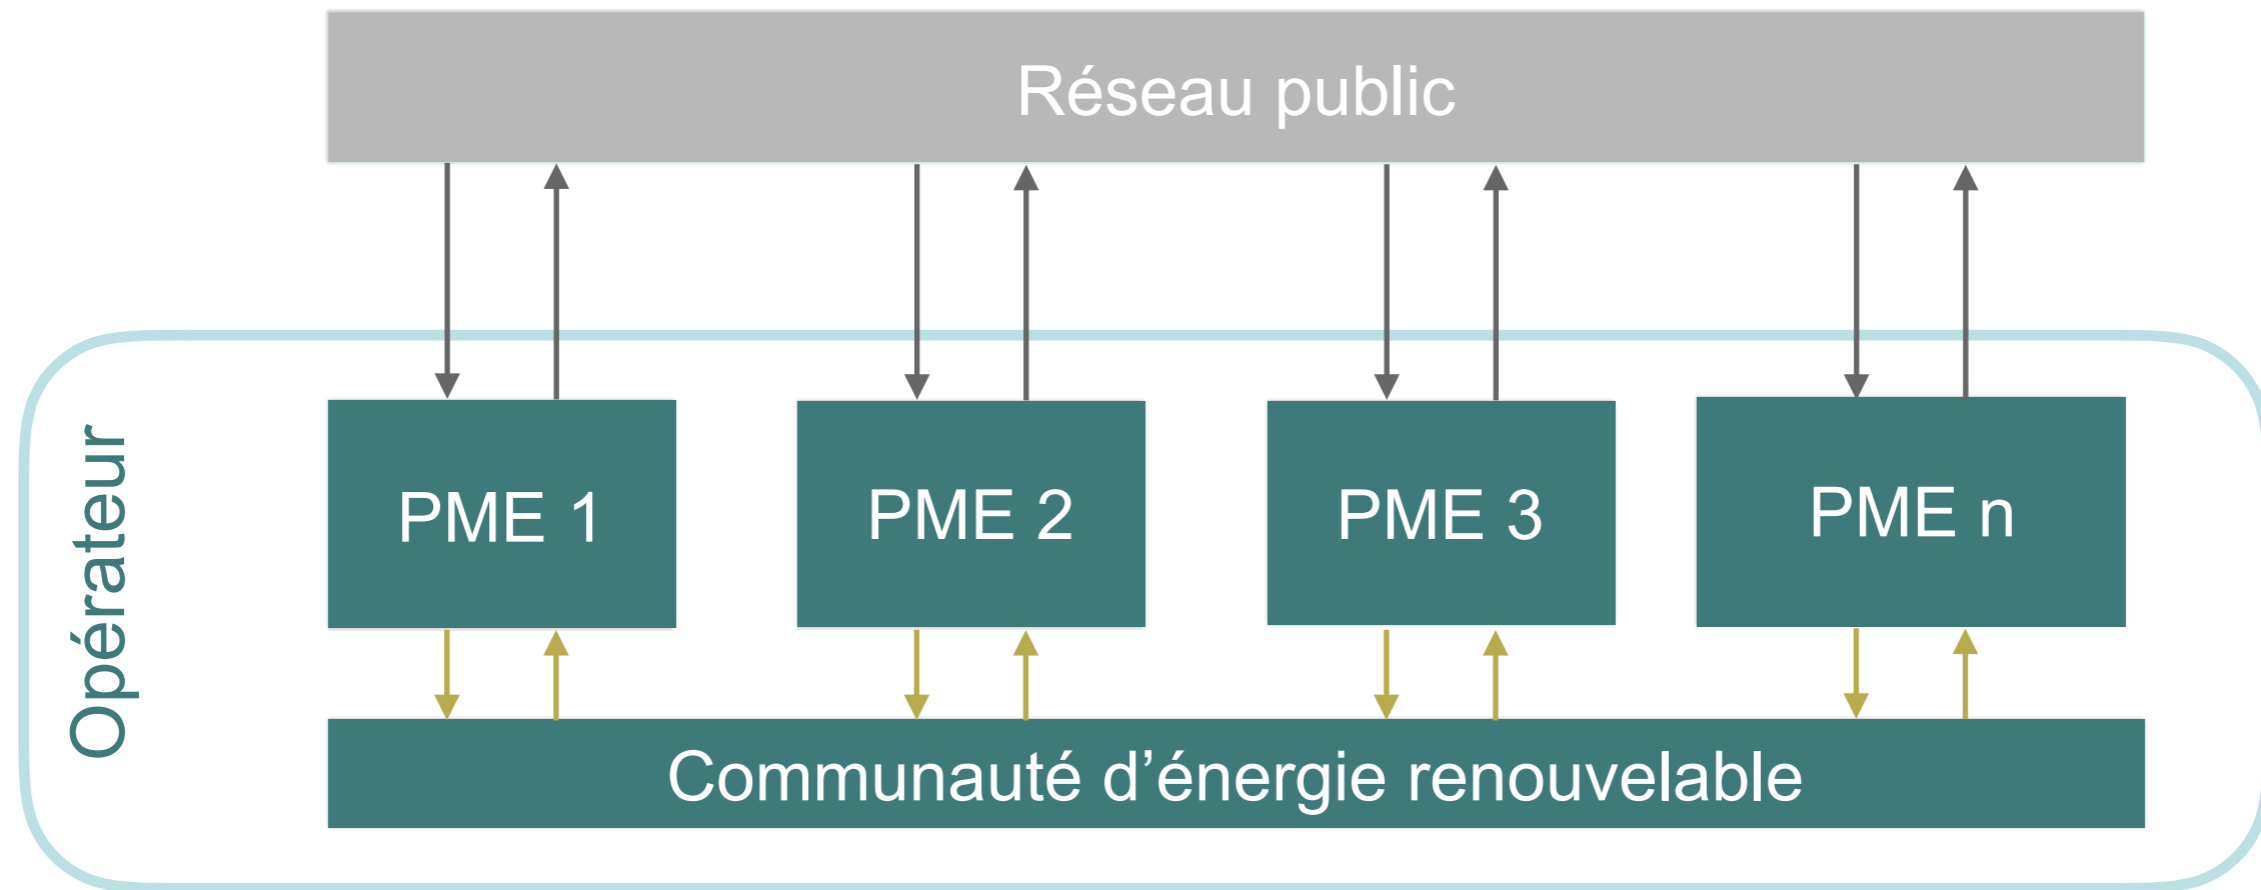 Réseau public
Opérateur
PME 1
PME 2
PME 3
PME n
Communauté d’énergie renouvelable